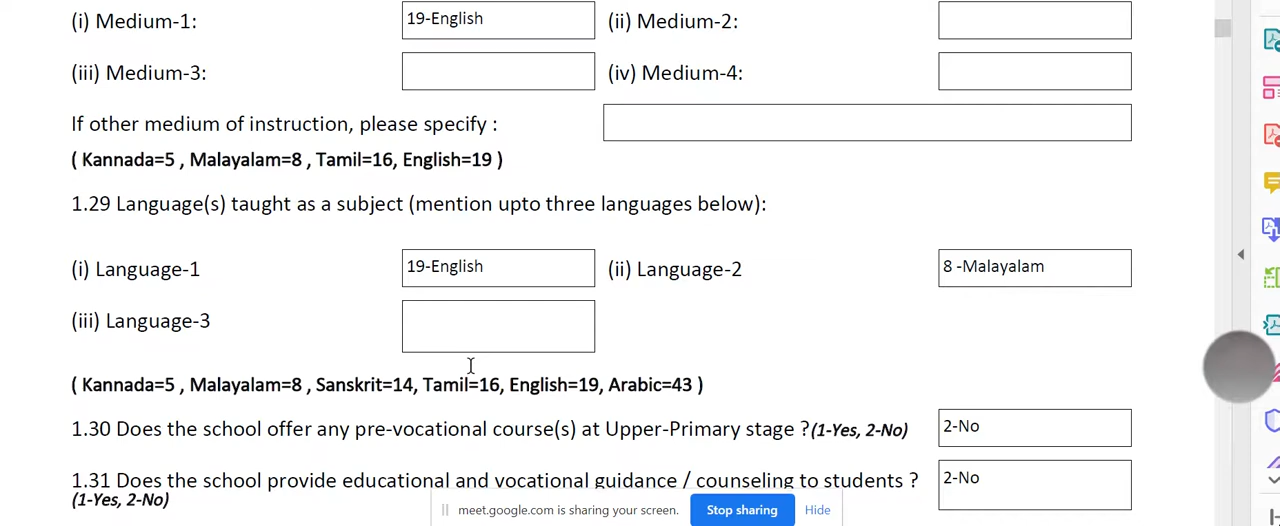 (i) Medium-1: 19-English (ii) Medium-2:
(iii) Medium-3: (iv) Medium-4:
If other medium of instruction, please specify :
( Kannada=5 , Malayalam=8 , Tamil=16, English=19 )
1.29 Language(s) taught as a subject (mention upto three languages below):
(i) Language-1 19-English (ii) Language-2 8 -Malayalam
(iii) Language-3
( Kannada=5 , Malayalam=8 , Sanskrit=14, Tamil=16, English=19, Arabic=43 )
1.30 Does the school offer any pre-vocational course(s) at Upper-Primary stage ?(1-Yes, 2-No) 2-No
1.31 Does the school provide educational and vocational guidance / counseling to students ? 2-No
(1-Yes, 2-No)
meet.google.com is sharing your screen. Stop sharing Hide